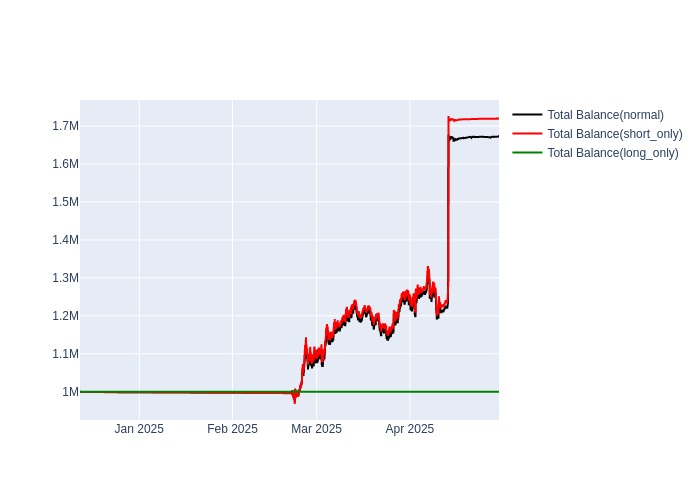 1.7M
1.6M
1.5M
1.4M
1.3M
1.2M
1.1M
1M
Jan 2025
Feb 2025
Mar 2025
Apr 2025
Total Balance(normal)
Total Balance(short_only)
Total Balance(long_only)